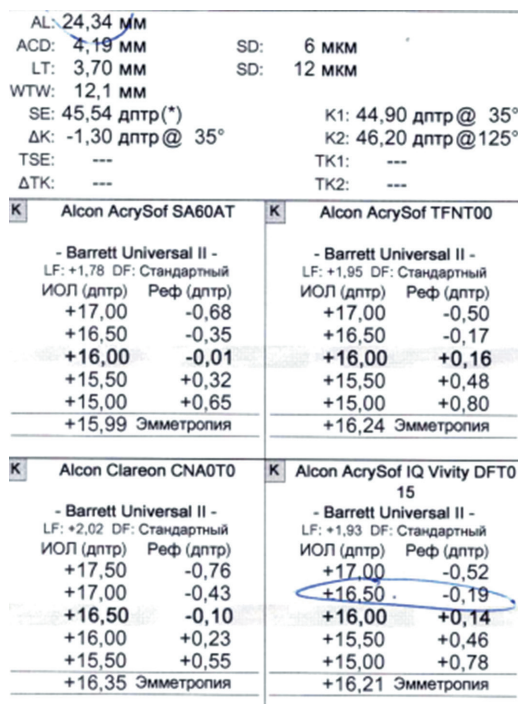 AL: 24,34 мм
ACD: 4,19 мм SD: 6 мкм
LT: 3,70 мм SD: 12 мкм
WTW: 12,1 мм
SE: 45,54 дптр(*) K1: 44,90 дптр@ 35°
ΔK: -1,30 дптр@ 35° K2: 46,20 дптр@125°
TSE: --- TK1: ---
ΔTK: --- TK2: ---
K Alcon AcrySof SA60AT
- Barrett Universal II -
LF: +1,78 DF: Стандартный
ИОЛ (дптр) Реф (дптр)
+17,00 -0,68
+16,50 -0,35
+16,00 -0,01
+15,50 +0,32
+15,00 +0,65
+15,99 Эмметропия
K Alcon AcrySof TFNT00
- Barrett Universal II -
LF: +1,95 DF: Стандартный
ИОЛ (дптр) Реф (дптр)
+17,00 -0,50
+16,50 -0,17
+16,00 +0,16
+15,50 +0,48
+15,00 +0,80
+16,24 Эмметропия
K Alcon Clareon CNA0T0
- Barrett Universal II -
LF: +2,02 DF: Стандартный
ИОЛ (дптр) Реф (дптр)
+17,50 -0,76
+17,00 -0,43
+16,50 -0,10
+16,00 +0,23
+15,50 +0,55
+16,35 Эмметропия
K Alcon AcrySof IQ Vivity DFT0
15
- Barrett Universal II -
LF: +1,93 DF: Стандартный
ИОЛ (дптр) Реф (дптр)
+17,00 -0,52
+16,50 -0,19
+16,00 +0,14
+15,50 +0,46
+15,00 +0,78
+16,21 Эмметропия